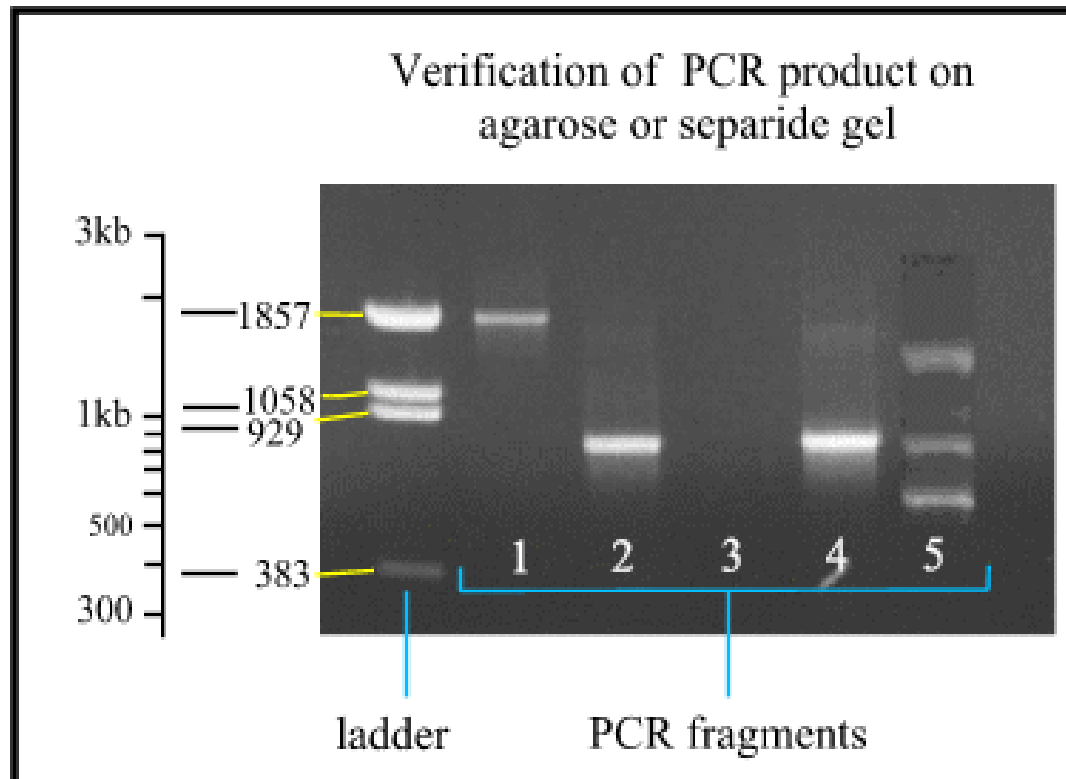 Verification of PCR product on
agarose or separide gel
3kb
1857
1058
1kb
929
500
383
300
1 2 3 4 5
ladder
PCR fragments